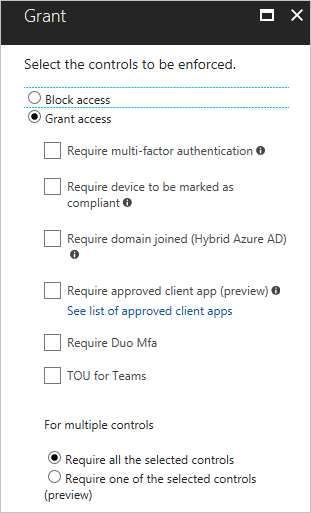 Grant
Select the controls to be enforced.
Block access
Grant access
Require multi-factor authentication
Require device to be marked as
compliant
Require domain joined (Hybrid Azure AD)
Require approved client app (preview)
See list of approved client apps
Require Duo Mfa
TOU for Teams
For multiple controls
Require all the selected controls
Require one of the selected controls
(preview)